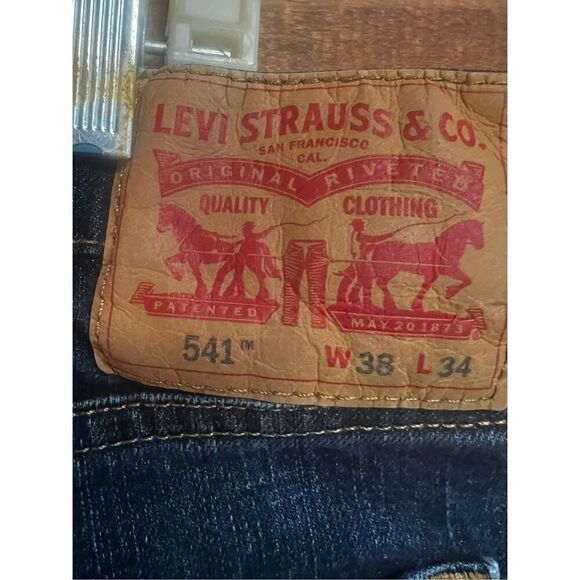 LEVI STRAUSS & CO.
SAN FRANCISCO
CAL.
ORIGINAL RIVETED
QUALITY CLOTHING
PATENTED MAY 20 1873
541™ W 38 L 34